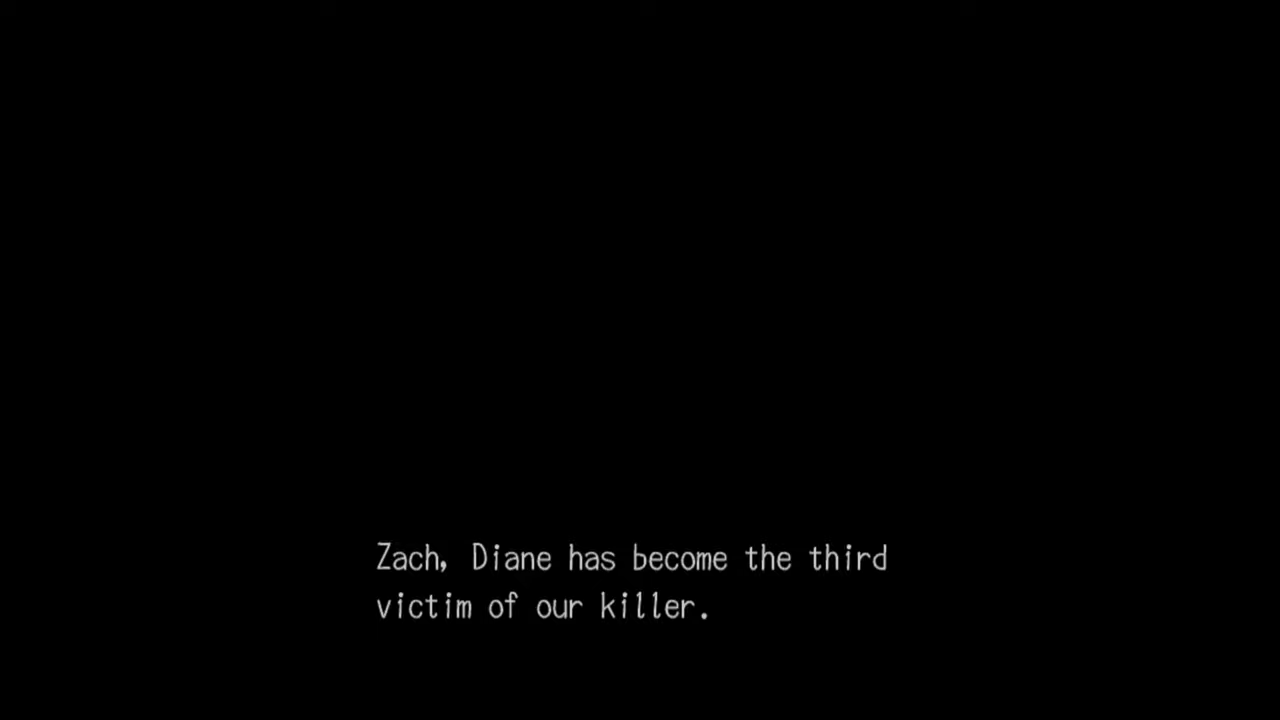 Zach, Diane has become the third
victim of our killer.